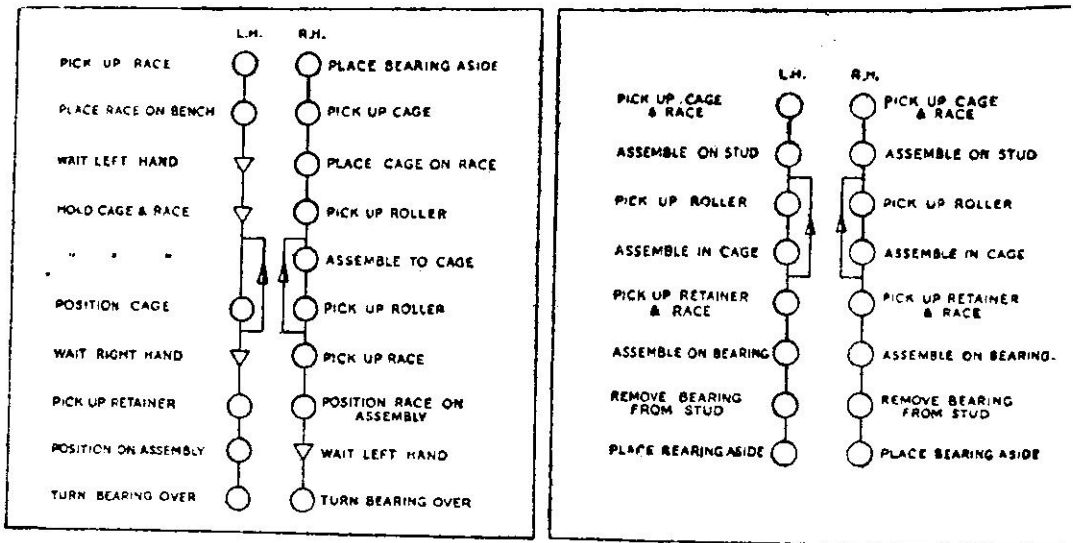 L.H. R.H.
PICK UP RACE PLACE BEARING ASIDE
PLACE RACE ON BENCH PICK UP CAGE
WAIT LEFT HAND PLACE CAGE ON RACE
HOLD CAGE & RACE PICK UP ROLLER
" " " ASSEMBLE TO CAGE
POSITION CAGE PICK UP ROLLER
WAIT RIGHT HAND PICK UP RACE
PICK UP RETAINER POSITION RACE ON
ASSEMBLY
POSITION ON ASSEMBLY WAIT LEFT HAND
TURN BEARING OVER TURN BEARING OVER
L.H. R.H.
PICK UP CAGE PICK UP CAGE
& RACE & RACE
ASSEMBLE ON STUD ASSEMBLE ON STUD
PICK UP ROLLER PICK UP ROLLER
ASSEMBLE IN CAGE ASSEMBLE IN CAGE
PICK UP RETAINER PICK UP RETAINER
& RACE & RACE
ASSEMBLE ON BEARING ASSEMBLE ON BEARING.
REMOVE BEARING REMOVE BEARING
FROM STUD FROM STUD
PLACE BEARING ASIDE PLACE BEARING ASIDE